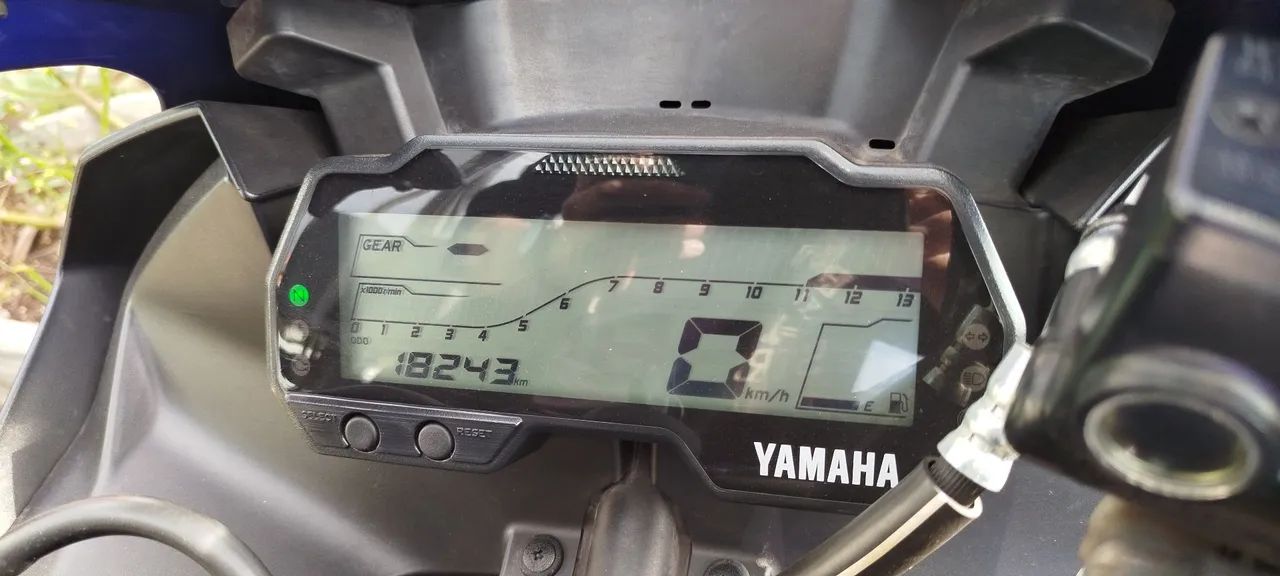 GEAR
N
x1000r/min
0 1 2 3 4 5 6 7 8 9 10 11 12 13
ODO
18243 km
0 km/h
E
SELECT
RESET
YAMAHA